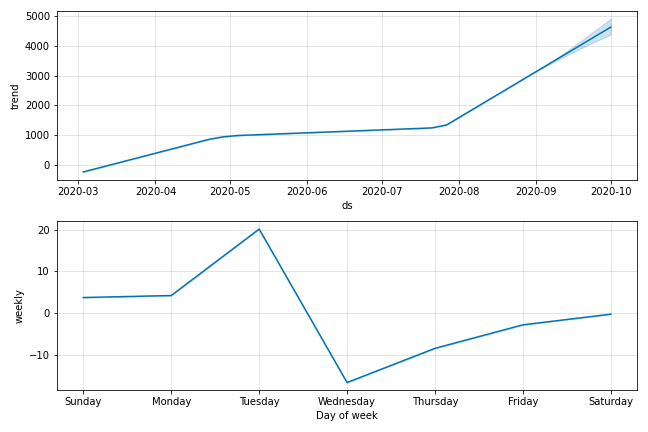 5000
4000
3000
2000
1000
0
trend
2020-03 2020-04 2020-05 2020-06 2020-07 2020-08 2020-09 2020-10
ds
20
10
0
−10
weekly
Sunday Monday Tuesday Wednesday Thursday Friday Saturday
Day of week